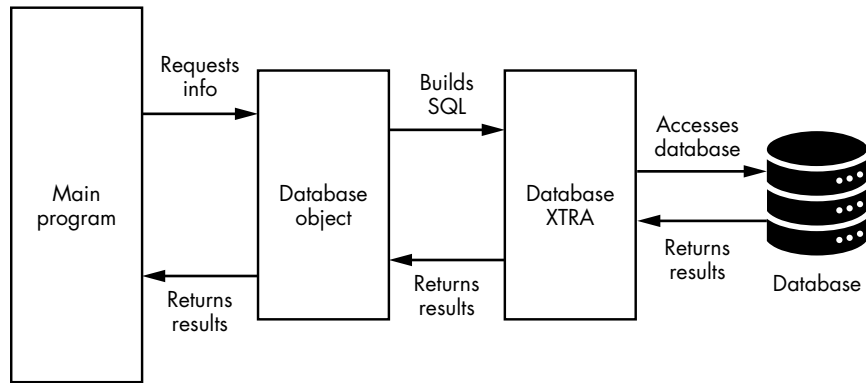 Requests
info
Builds
SQL
Accesses
database
Main
program
Database
object
Database
XTRA
Returns
results
Returns
results
Returns
results
Database